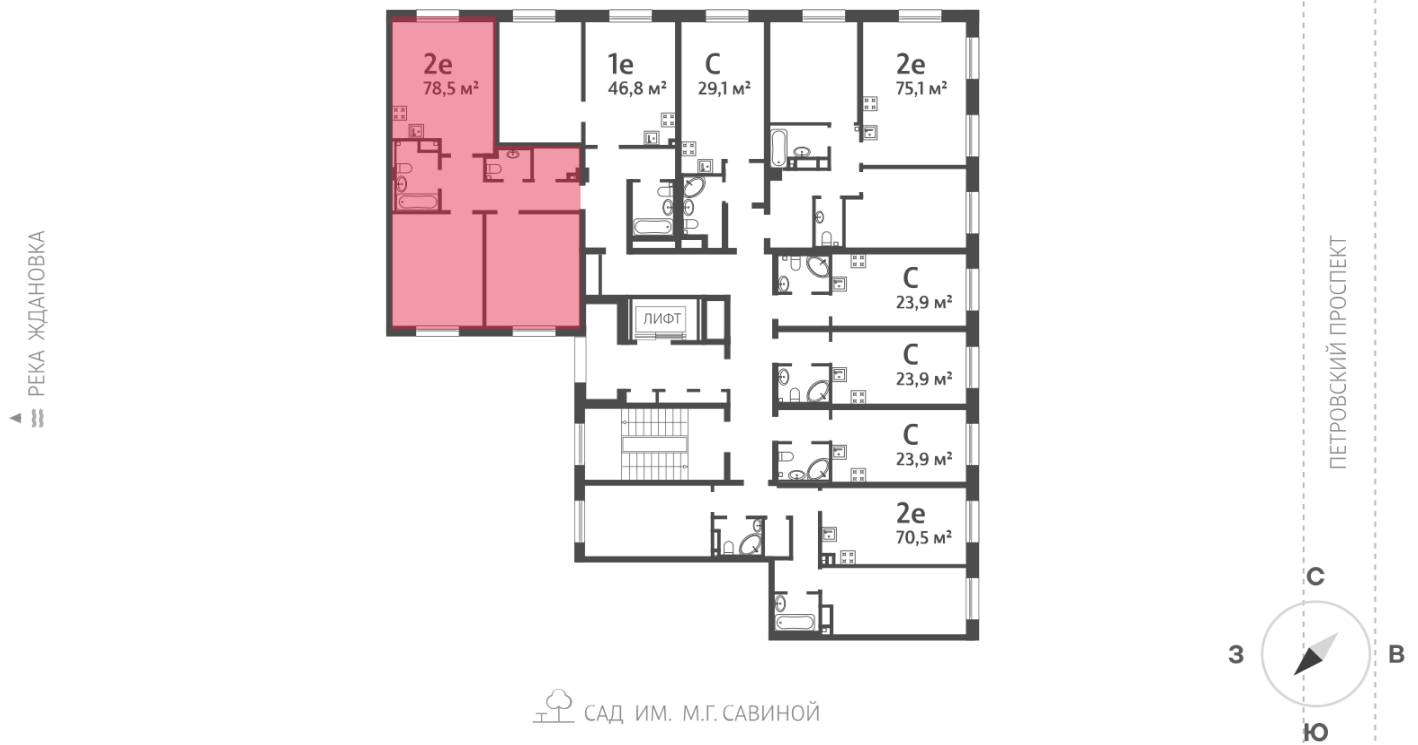 2е
78,5 м²
1е
46,8 м²
С
29,1 м²
2е
75,1 м²
С
23,9 м²
ЛИФТ
С
23,9 м²
С
23,9 м²
2е
70,5 м²
РЕКА ЖДАНОВКА
ПЕТРОВСКИЙ ПРОСПЕКТ
С
З
В
Ю
САД ИМ. М.Г. САВИНОЙ